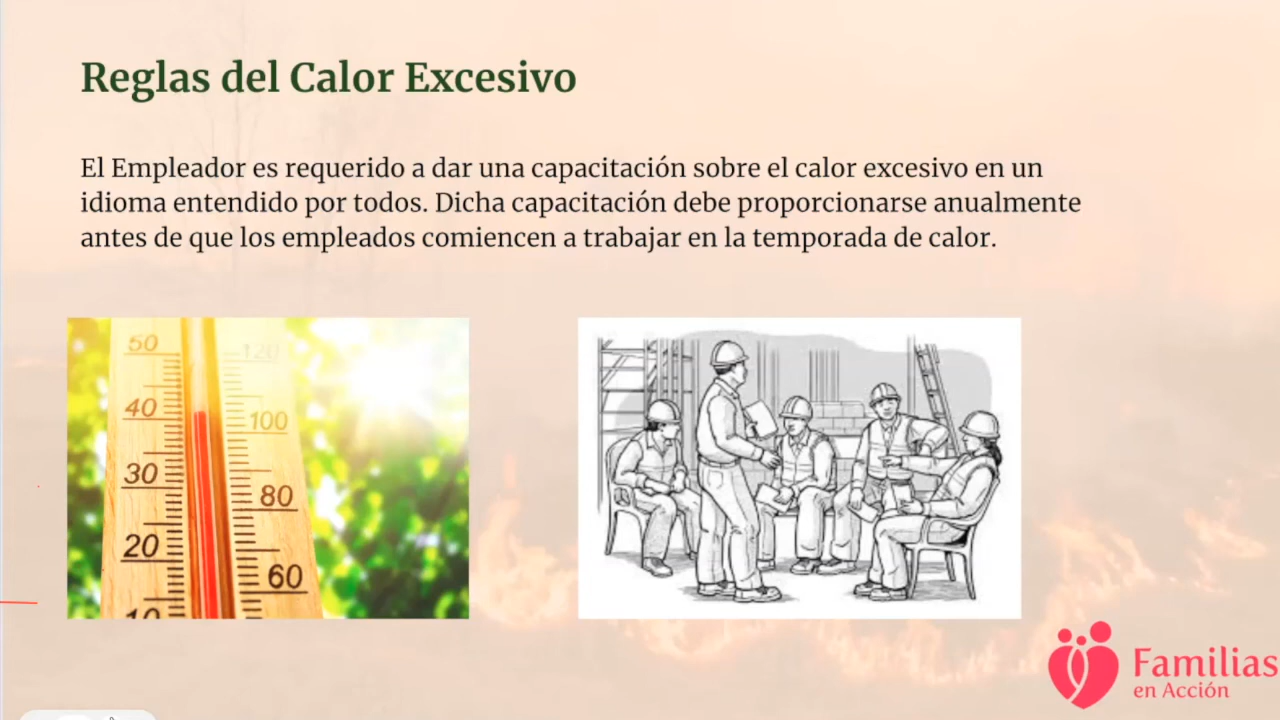 Reglas del Calor Excesivo
El Empleador es requerido a dar una capacitación sobre el calor excesivo en un
idioma entendido por todos. Dicha capacitación debe proporcionarse anualmente
antes de que los empleados comiencen a trabajar en la temporada de calor.
50 120
40 100
30 80
20 60
10
Familias
en Acción